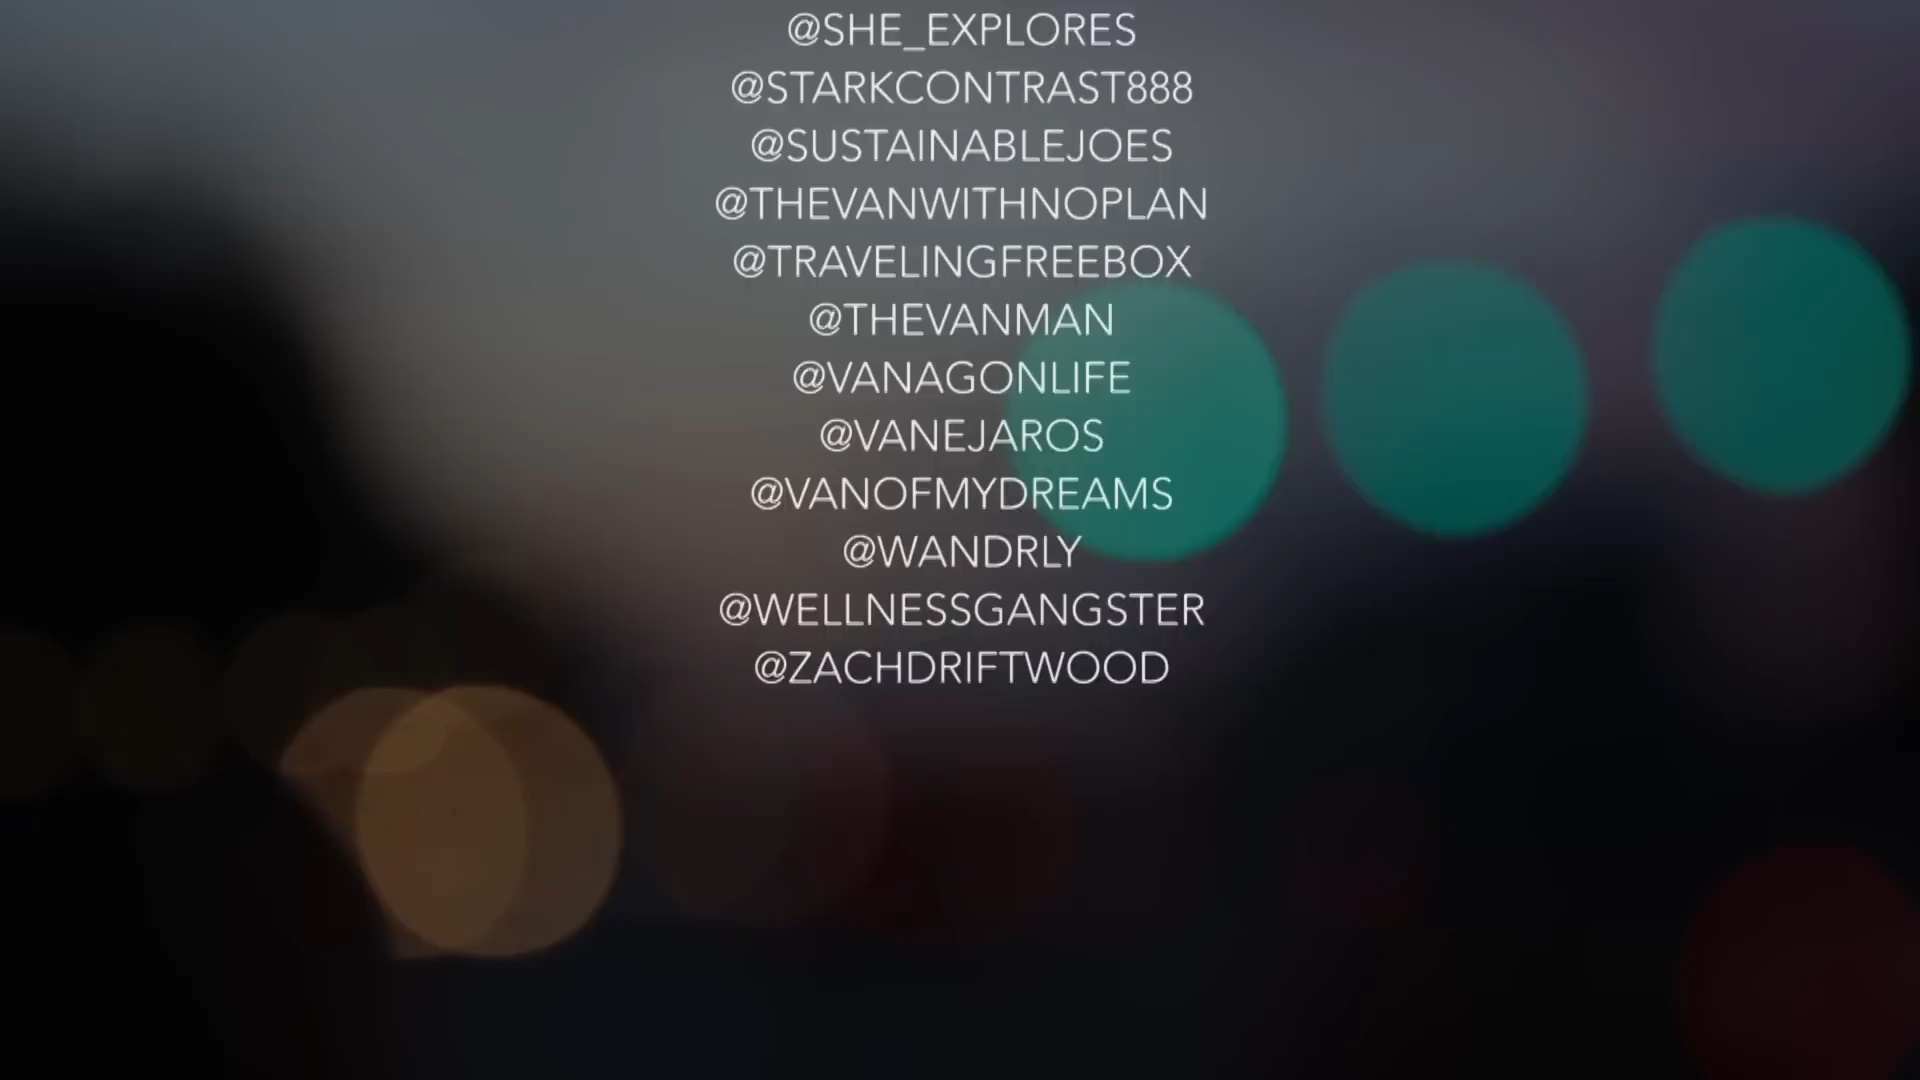 @SHE_EXPLORES
@STARKCONTRAST888
@SUSTAINABLEJOES
@THEVANWITHNOPLAN
@TRAVELINGFREEBOX
@THEVANMAN
@VANAGONLIFE
@VANEJAROS
@VANOFMYDREAMS
@WANDRLY
@WELLNESSGANGSTER
@ZACHDRIFTWOOD